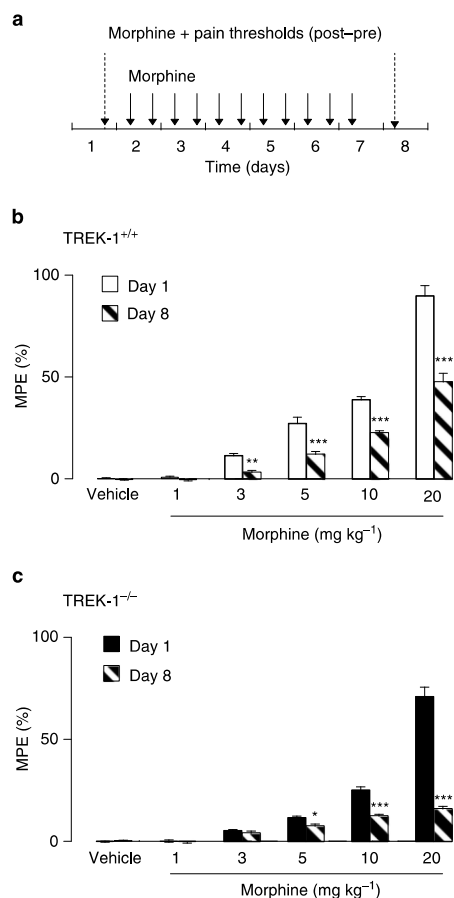 a
Morphine + pain thresholds (post–pre)
Morphine
1 2 3 4 5 6 7 8
Time (days)
b
TREK-1+/+
100
Day 1
Day 8
MPE (%)
50
***
***
***
**
0
Vehicle 1 3 5 10 20
Morphine (mg kg–1)
c
TREK-1–/–
100
Day 1
Day 8
MPE (%)
50
***
***
*
0
Vehicle 1 3 5 10 20
Morphine (mg kg–1)